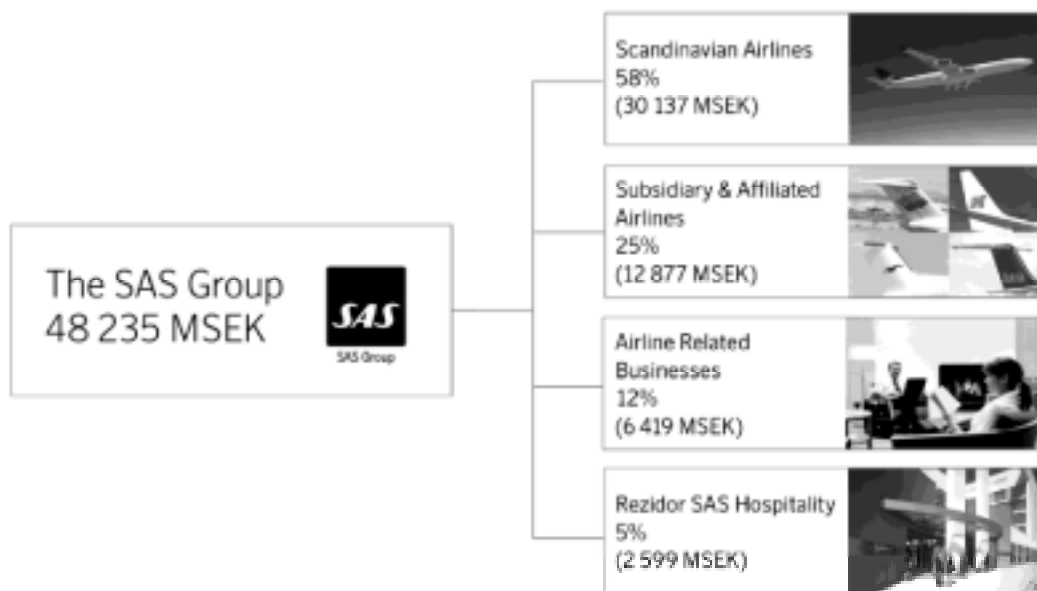 The SAS Group
48 235 MSEK
SAS
SAS Group
Scandinavian Airlines
58%
(30 137 MSEK)
Subsidiary & Affiliated
Airlines
25%
(12 877 MSEK)
Airline Related
Businesses
12%
(6 419 MSEK)
Rezidor SAS Hospitality
5%
(2 599 MSEK)